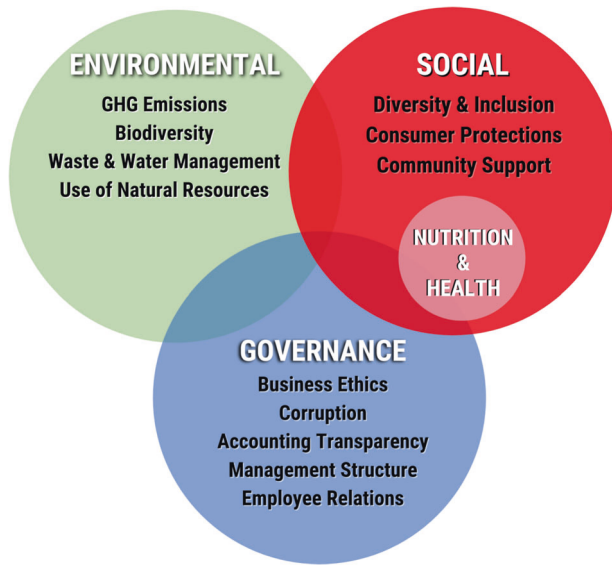 ENVIRONMENTAL
GHG Emissions
Biodiversity
Waste & Water Management
Use of Natural Resources
SOCIAL
Diversity & Inclusion
Consumer Protections
Community Support
NUTRITION
&
HEALTH
GOVERNANCE
Business Ethics
Corruption
Accounting Transparency
Management Structure
Employee Relations